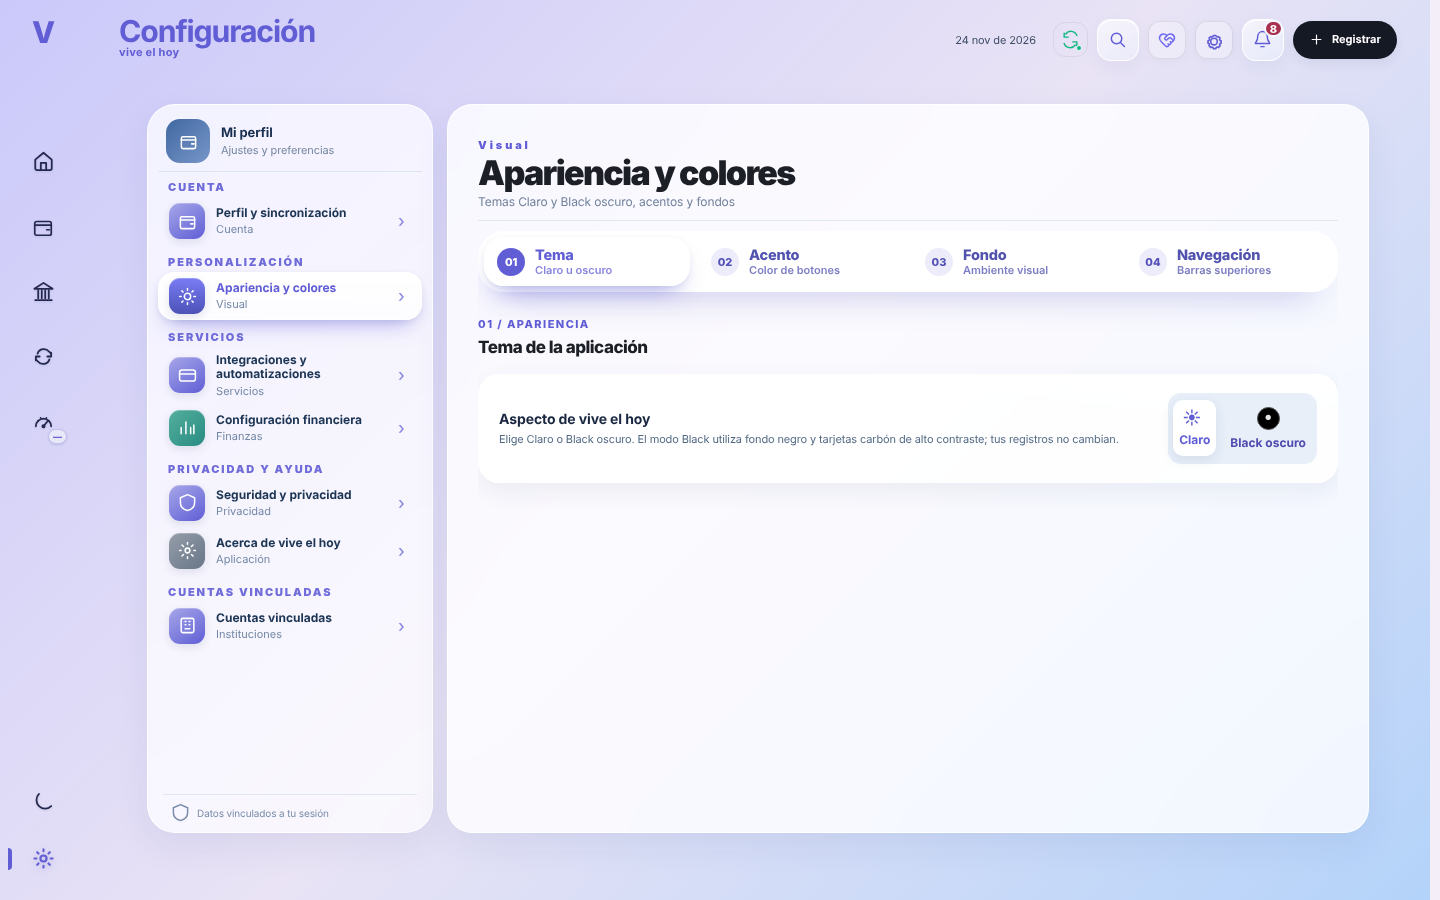 V
Configuración
vive el hoy
24 nov de 2026
8
Registrar
Mi perfil
Ajustes y preferencias
CUENTA
Perfil y sincronización
Cuenta
PERSONALIZACIÓN
Apariencia y colores
Visual
SERVICIOS
Integraciones y
automatizaciones
Servicios
Configuración financiera
Finanzas
PRIVACIDAD Y AYUDA
Seguridad y privacidad
Privacidad
Acerca de vive el hoy
Aplicación
CUENTAS VINCULADAS
Cuentas vinculadas
Instituciones
Datos vinculados a tu sesión
Visual
Apariencia y colores
Temas Claro y Black oscuro, acentos y fondos
01 Tema
Claro u oscuro
02 Acento
Color de botones
03 Fondo
Ambiente visual
04 Navegación
Barras superiores
01 / APARIENCIA
Tema de la aplicación
Aspecto de vive el hoy
Elige Claro o Black oscuro. El modo Black utiliza fondo negro y tarjetas carbón de alto contraste; tus registros no cambian.
Claro
Black oscuro